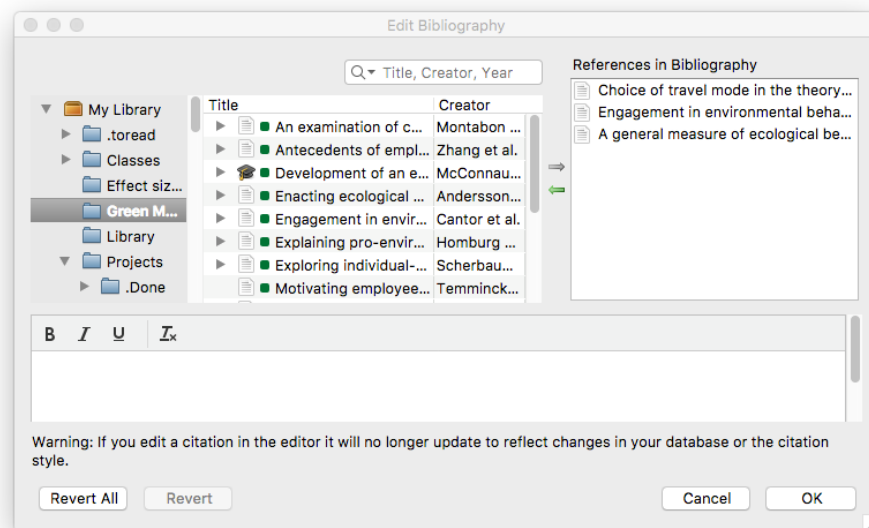 Edit Bibliography
Title, Creator, Year
My Library
.toread
Classes
Effect siz...
Green M...
Library
Projects
.Done
Title Creator
An examination of c... Montabon ...
Antecedents of empl... Zhang et al.
Development of an e... McConnau...
Enacting ecological ... Andersson...
Engagement in envir... Cantor et al.
Explaining pro-envir... Homburg ...
Exploring individual-... Scherbau...
Motivating employee... Temminck...
References in Bibliography
Choice of travel mode in the theory...
Engagement in environmental beha...
A general measure of ecological be...
B I U Tx
Warning: If you edit a citation in the editor it will no longer update to reflect changes in your database or the citation
style.
Revert All Revert Cancel OK